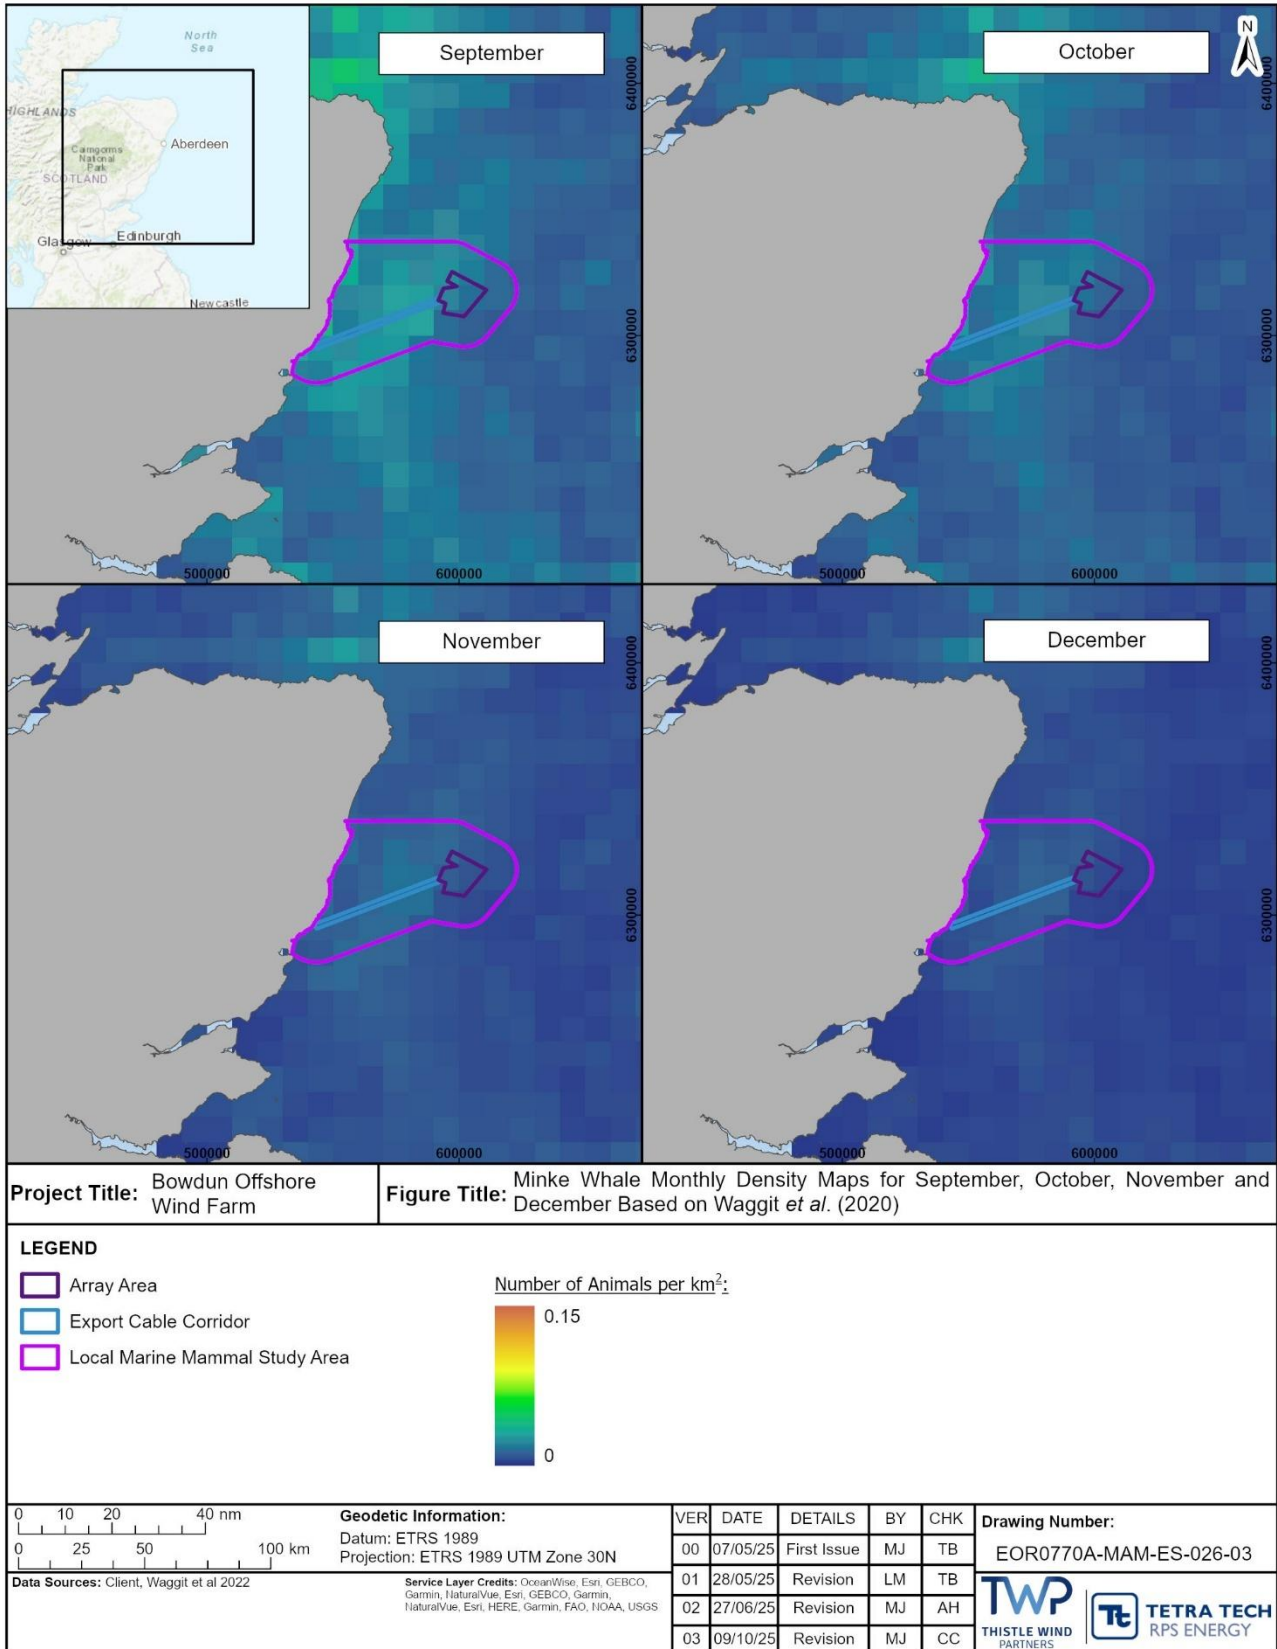 North
Sea
HIGHLANDS
Cairngorms
National
Park
SCOTLAND
Aberdeen
Glasgow
Edinburgh
Newcastle
September
6400000
6300000
500000
600000
October
N
6400000
6300000
500000
600000
November
6400000
6300000
500000
600000
December
6400000
6300000
500000
600000
Project Title: Bowdun Offshore
Wind Farm
Figure Title: Minke Whale Monthly Density Maps for September, October, November and
December Based on Waggit et al. (2020)
LEGEND
Array Area
Export Cable Corridor
Local Marine Mammal Study Area
Number of Animals per km²:
0.15
0
0 10 20 40 nm
0 25 50 100 km
Geodetic Information:
Datum: ETRS 1989
Projection: ETRS 1989 UTM Zone 30N
Data Sources: Client, Waggit et al 2022
Service Layer Credits: OceanWise, Esri, GEBCO,
Garmin, NaturalVue, Esri, GEBCO, Garmin,
NaturalVue, Esri, HERE, Garmin, FAO, NOAA, USGS
VER DATE DETAILS BY CHK
00 07/05/25 First Issue MJ TB
01 28/05/25 Revision LM TB
02 27/06/25 Revision MJ AH
03 09/10/25 Revision MJ CC
Drawing Number:
EOR0770A-MAM-ES-026-03
TWP
THISTLE WIND
PARTNERS
Tt
TETRA TECH
RPS ENERGY